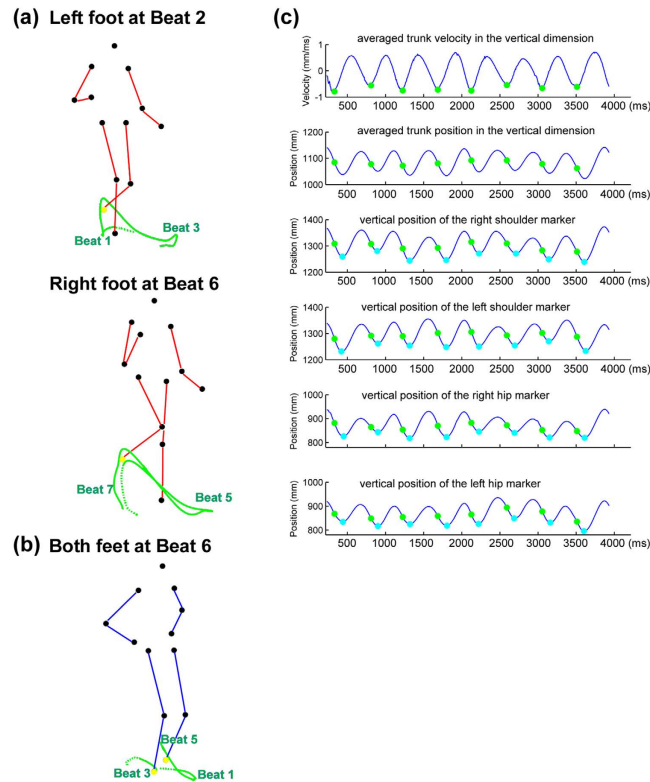 (a) Left foot at Beat 2
Beat 1
Beat 3
Right foot at Beat 6
Beat 7
Beat 5
(b) Both feet at Beat 6
Beat 5
Beat 3
Beat 1
(c)
averaged trunk velocity in the vertical dimension
Velocity (mm/ms)
1
0
-1
500 1000 1500 2000 2500 3000 3500 4000 (ms)
averaged trunk position in the vertical dimension
Position (mm)
1200
1100
1000
500 1000 1500 2000 2500 3000 3500 4000 (ms)
vertical position of the right shoulder marker
Position (mm)
1400
1300
1200
500 1000 1500 2000 2500 3000 3500 4000 (ms)
vertical position of the left shoulder marker
Position (mm)
1400
1300
1200
500 1000 1500 2000 2500 3000 3500 4000 (ms)
vertical position of the right hip marker
Position (mm)
1000
900
800
500 1000 1500 2000 2500 3000 3500 4000 (ms)
vertical position of the left hip marker
Position (mm)
1000
900
800
500 1000 1500 2000 2500 3000 3500 4000 (ms)